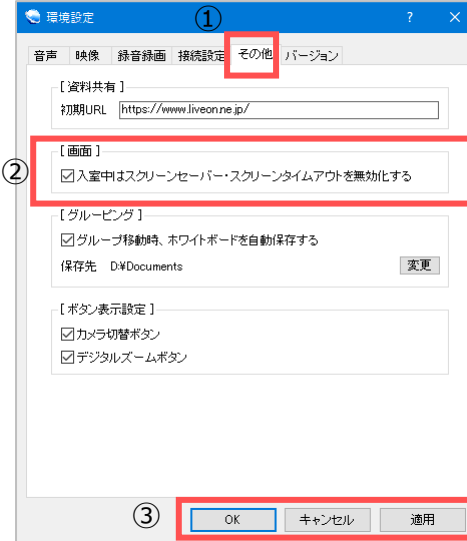 ①
環境設定
音声 映像 録音録画 接続設定 その他 バージョン
[ 資料共有 ]
初期URL https://www.liveon.ne.jp/
②
[ 画面 ]
入室中はスクリーンセーバー・スクリーンタイムアウトを無効化する
[ グルーピング ]
グループ移動時、ホワイトボードを自動保存する
保存先 D:¥Documents 変更
[ ボタン表示設定 ]
カメラ切替ボタン
デジタルズームボタン
③
OK キャンセル 適用